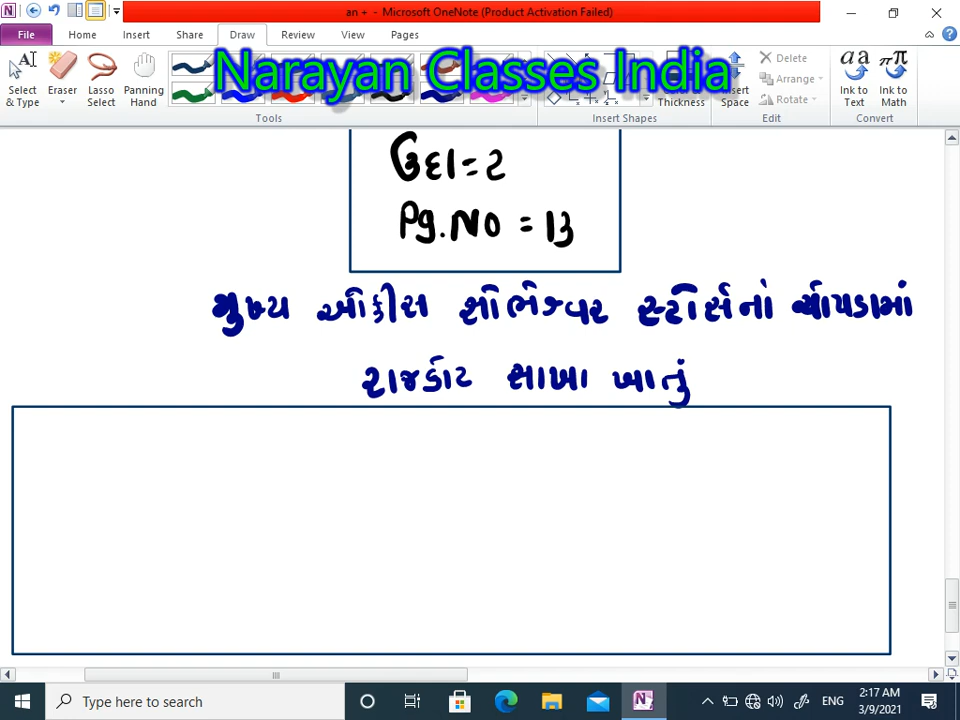 an + - Microsoft OneNote (Product Activation Failed)
File Home Insert Share Draw Review View Pages
Narayan Classes India
Select & Type
Eraser
Lasso Select
Panning Hand
Thickness
Insert Space
Delete
Arrange
Rotate
Ink to Text
Ink to Math
Tools
Insert Shapes
Edit
Convert
ઉદા = 2
Pg. No = 13
મુખ્ય ઓફીસ સોમેશ્વર સ્ટોર્સનો ચોપડામાં
રાજકોટ શાખા ખાતું
Type here to search
ENG
2:17 AM
3/9/2021